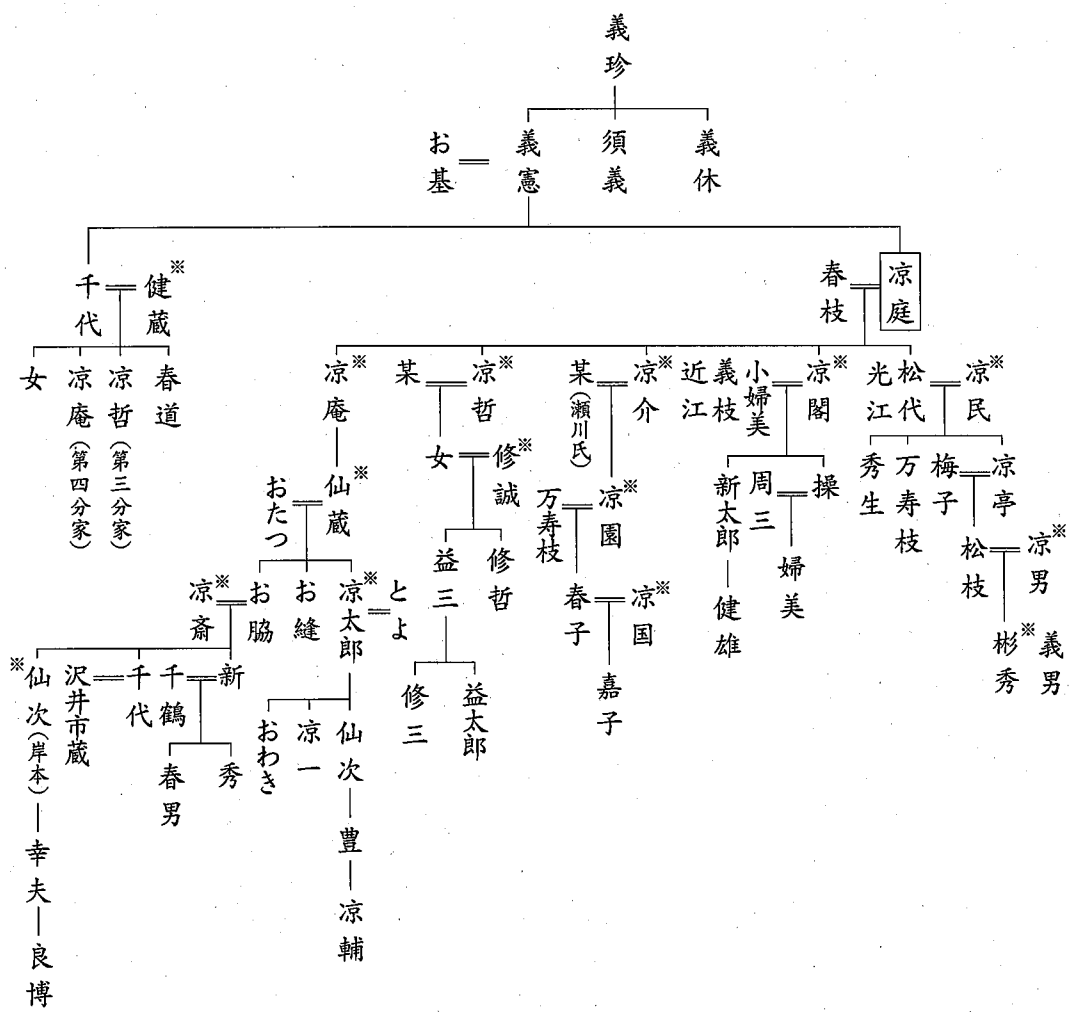 義珍
義休
須義
義憲
お基
凉庭
春枝
※健蔵
千代
※凉民
松代
光江
※凉閣
小婦美
義枝
近江
※凉介
某(瀬川氏)
※凉哲
某
※凉庵
春道
凉哲(第三分家)
凉庵(第四分家)
女
凉亭
梅子
万寿枝
秀生
操
周三
新太郎
※凉園
万寿枝
※修誠
女
※仙蔵
おたつ
※凉男
松枝
婦美
健雄
※凉国
春子
修哲
益三
とよ
※凉太郎
お縫
お脇
※凉斎
義男
※彬秀
嘉子
益太郎
修三
仙次
凉一
おわき
新
千鶴
千代
沢井市蔵
※仙次(岸本)
秀
春男
豊
凉輔
幸夫
良博